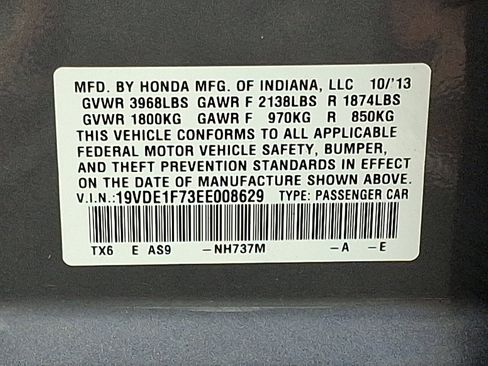 MFD. BY HONDA MFG. OF INDIANA, LLC 10/'13
GVWR 3968LBS GAWR F 2138LBS R 1874LBS
GVWR 1800KG GAWR F 970KG R 850KG
THIS VEHICLE CONFORMS TO ALL APPLICABLE
FEDERAL MOTOR VEHICLE SAFETY, BUMPER,
AND THEFT PREVENTION STANDARDS IN EFFECT
ON THE DATE OF MANUFACTURE SHOWN ABOVE.
V.I.N.:19VDE1F73EE008629 TYPE: PASSENGER CAR
TX6 E AS9 –NH737M –A –E